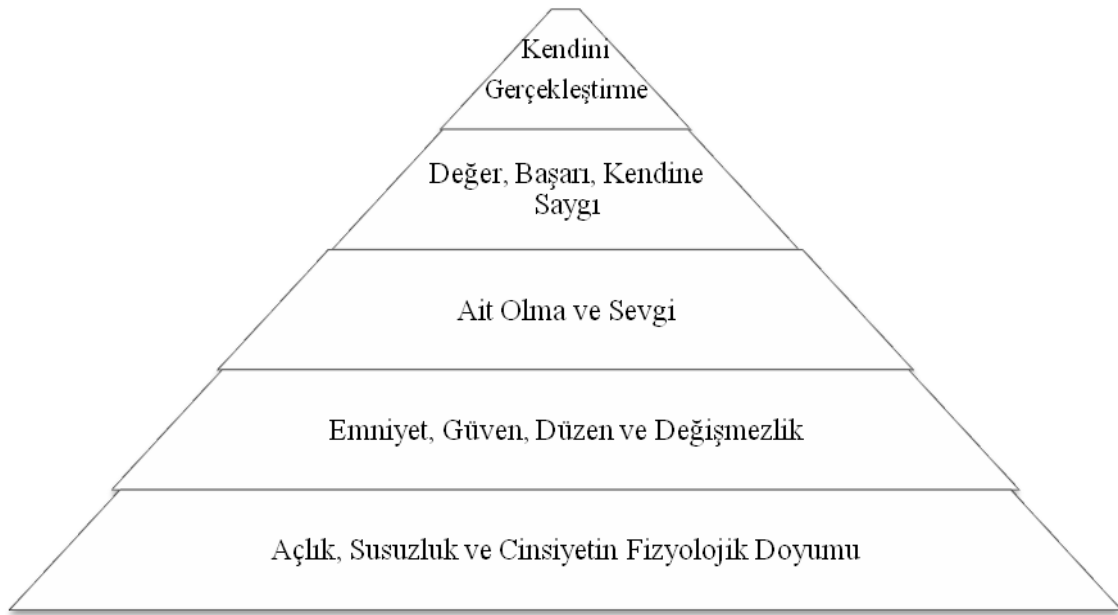 Kendini
Gerçekleştirme
Değer, Başarı, Kendine
Saygı
Ait Olma ve Sevgi
Emniyet, Güven, Düzen ve Değişmezlik
Açlık, Susuzluk ve Cinsiyetin Fizyolojik Doyumu